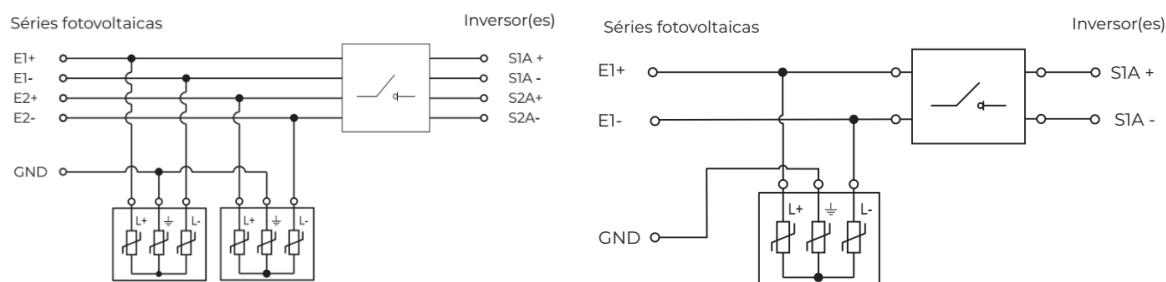 Séries fotovoltaicas
Inversor(es)
E1+
S1A +
E1-
S1A -
E2+
S2A+
E2-
S2A-
GND
L+
L-
L+
L-
Séries fotovoltaicas
Inversor(es)
E1+
S1A +
E1-
S1A -
L+
L-
GND